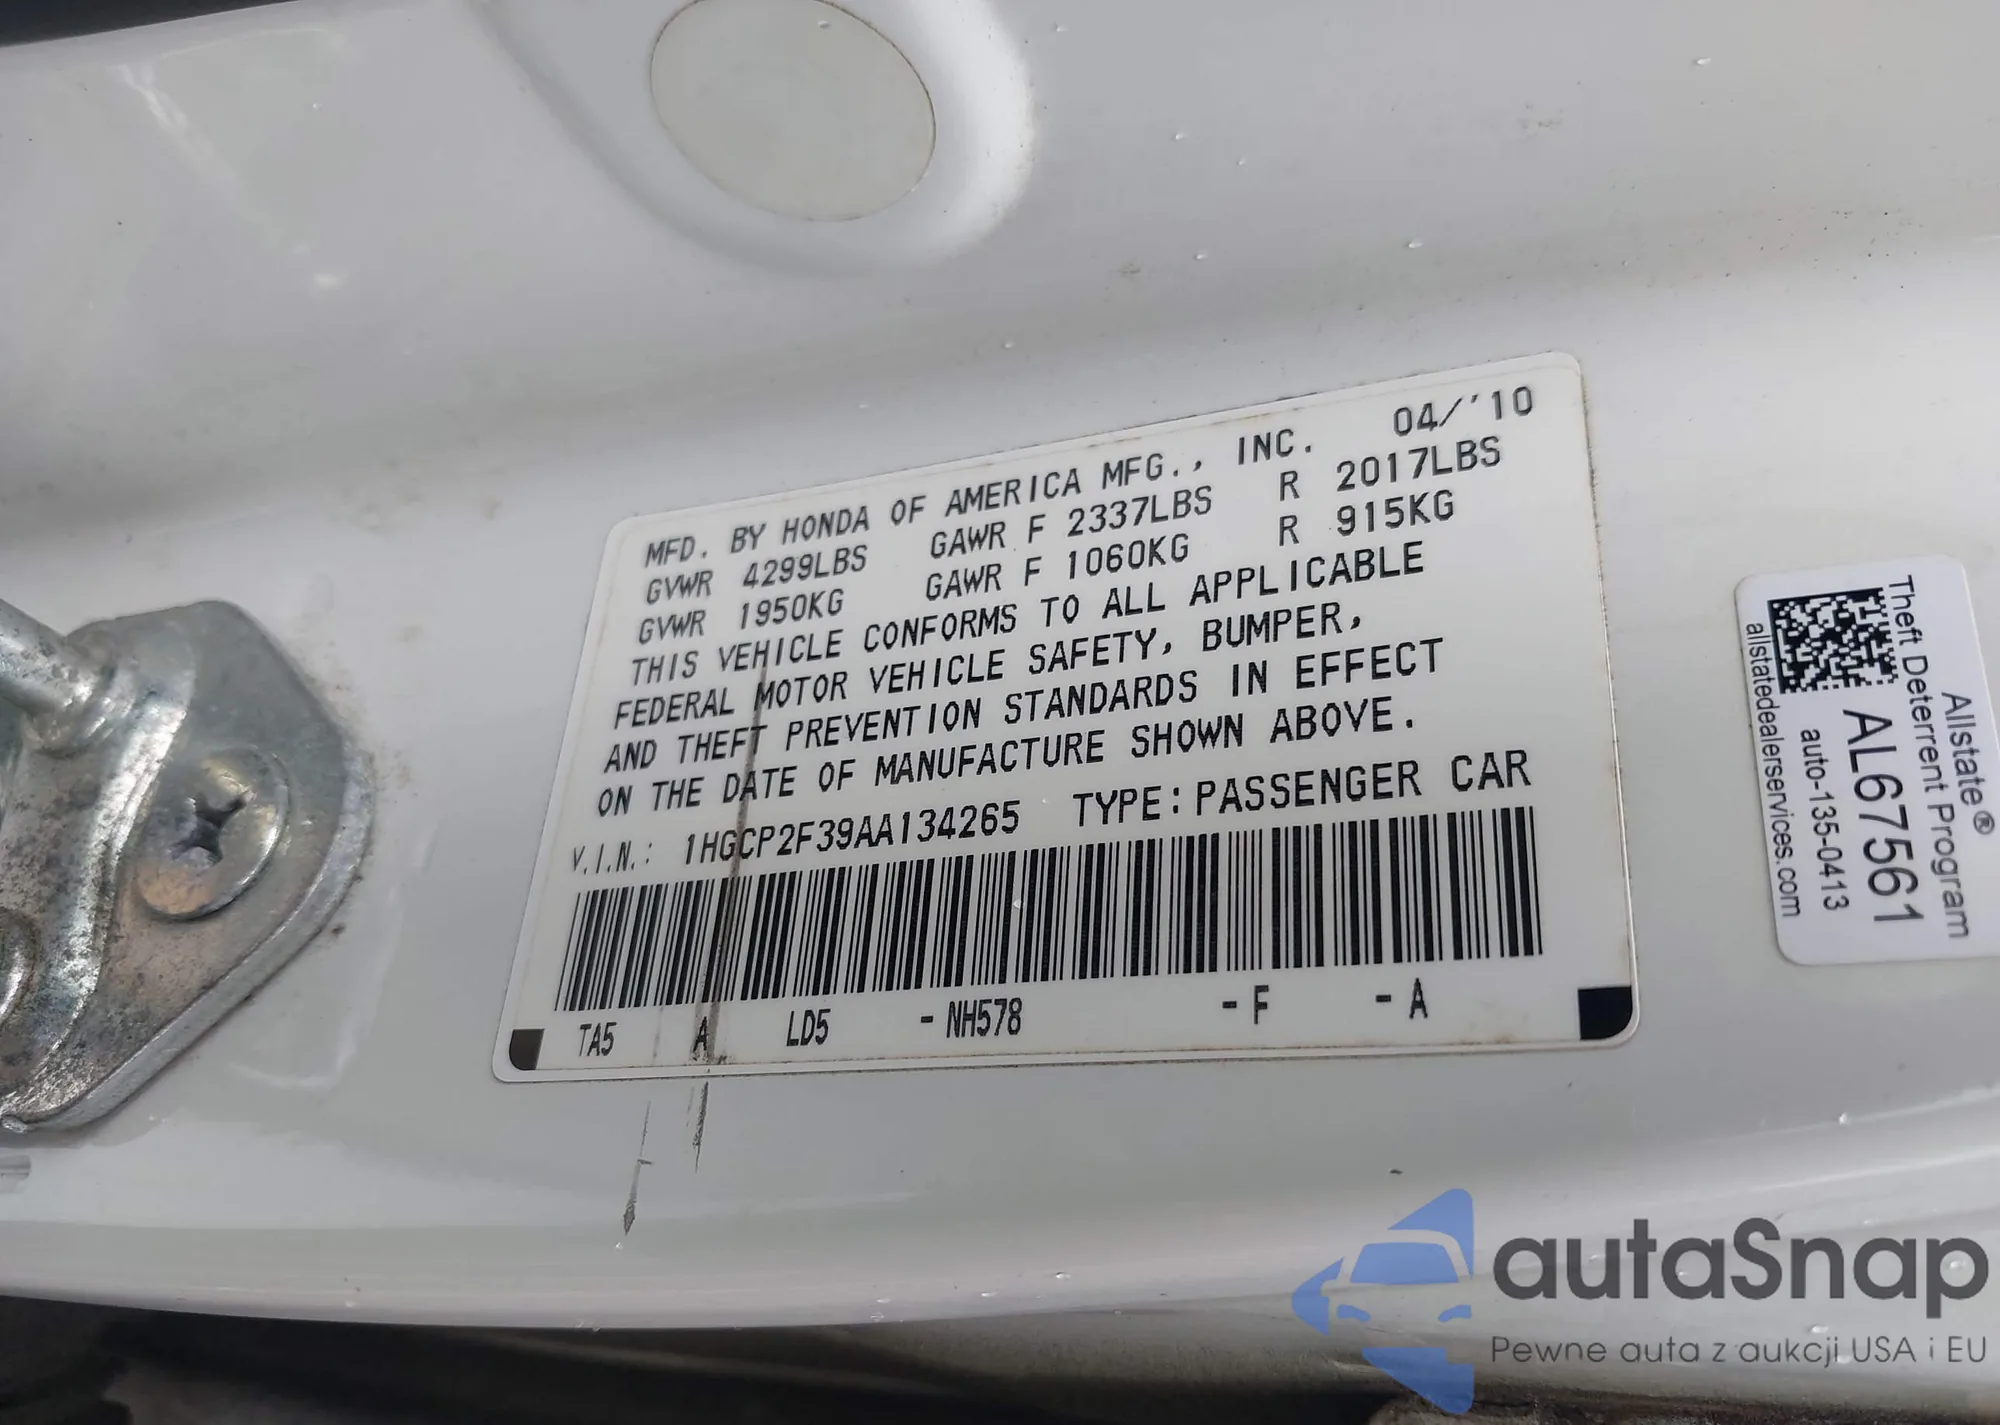 MFD. BY HONDA OF AMERICA MFG., INC. 04/'10
GVWR 4299LBS GAWR F 2337LBS R 2017LBS
GVWR 1950KG GAWR F 1060KG R 915KG
THIS VEHICLE CONFORMS TO ALL APPLICABLE
FEDERAL MOTOR VEHICLE SAFETY, BUMPER,
AND THEFT PREVENTION STANDARDS IN EFFECT
ON THE DATE OF MANUFACTURE SHOWN ABOVE.
V.I.N.: 1HGCP2F39AA134265 TYPE:PASSENGER CAR
TA5 A LD5 -NH578 -F -A
Allstate®
Theft Deterrent Program
AL67561
auto-135-0413
allstatedealerservices.com
autaSnap
Pewne auta z aukcji USA i EU